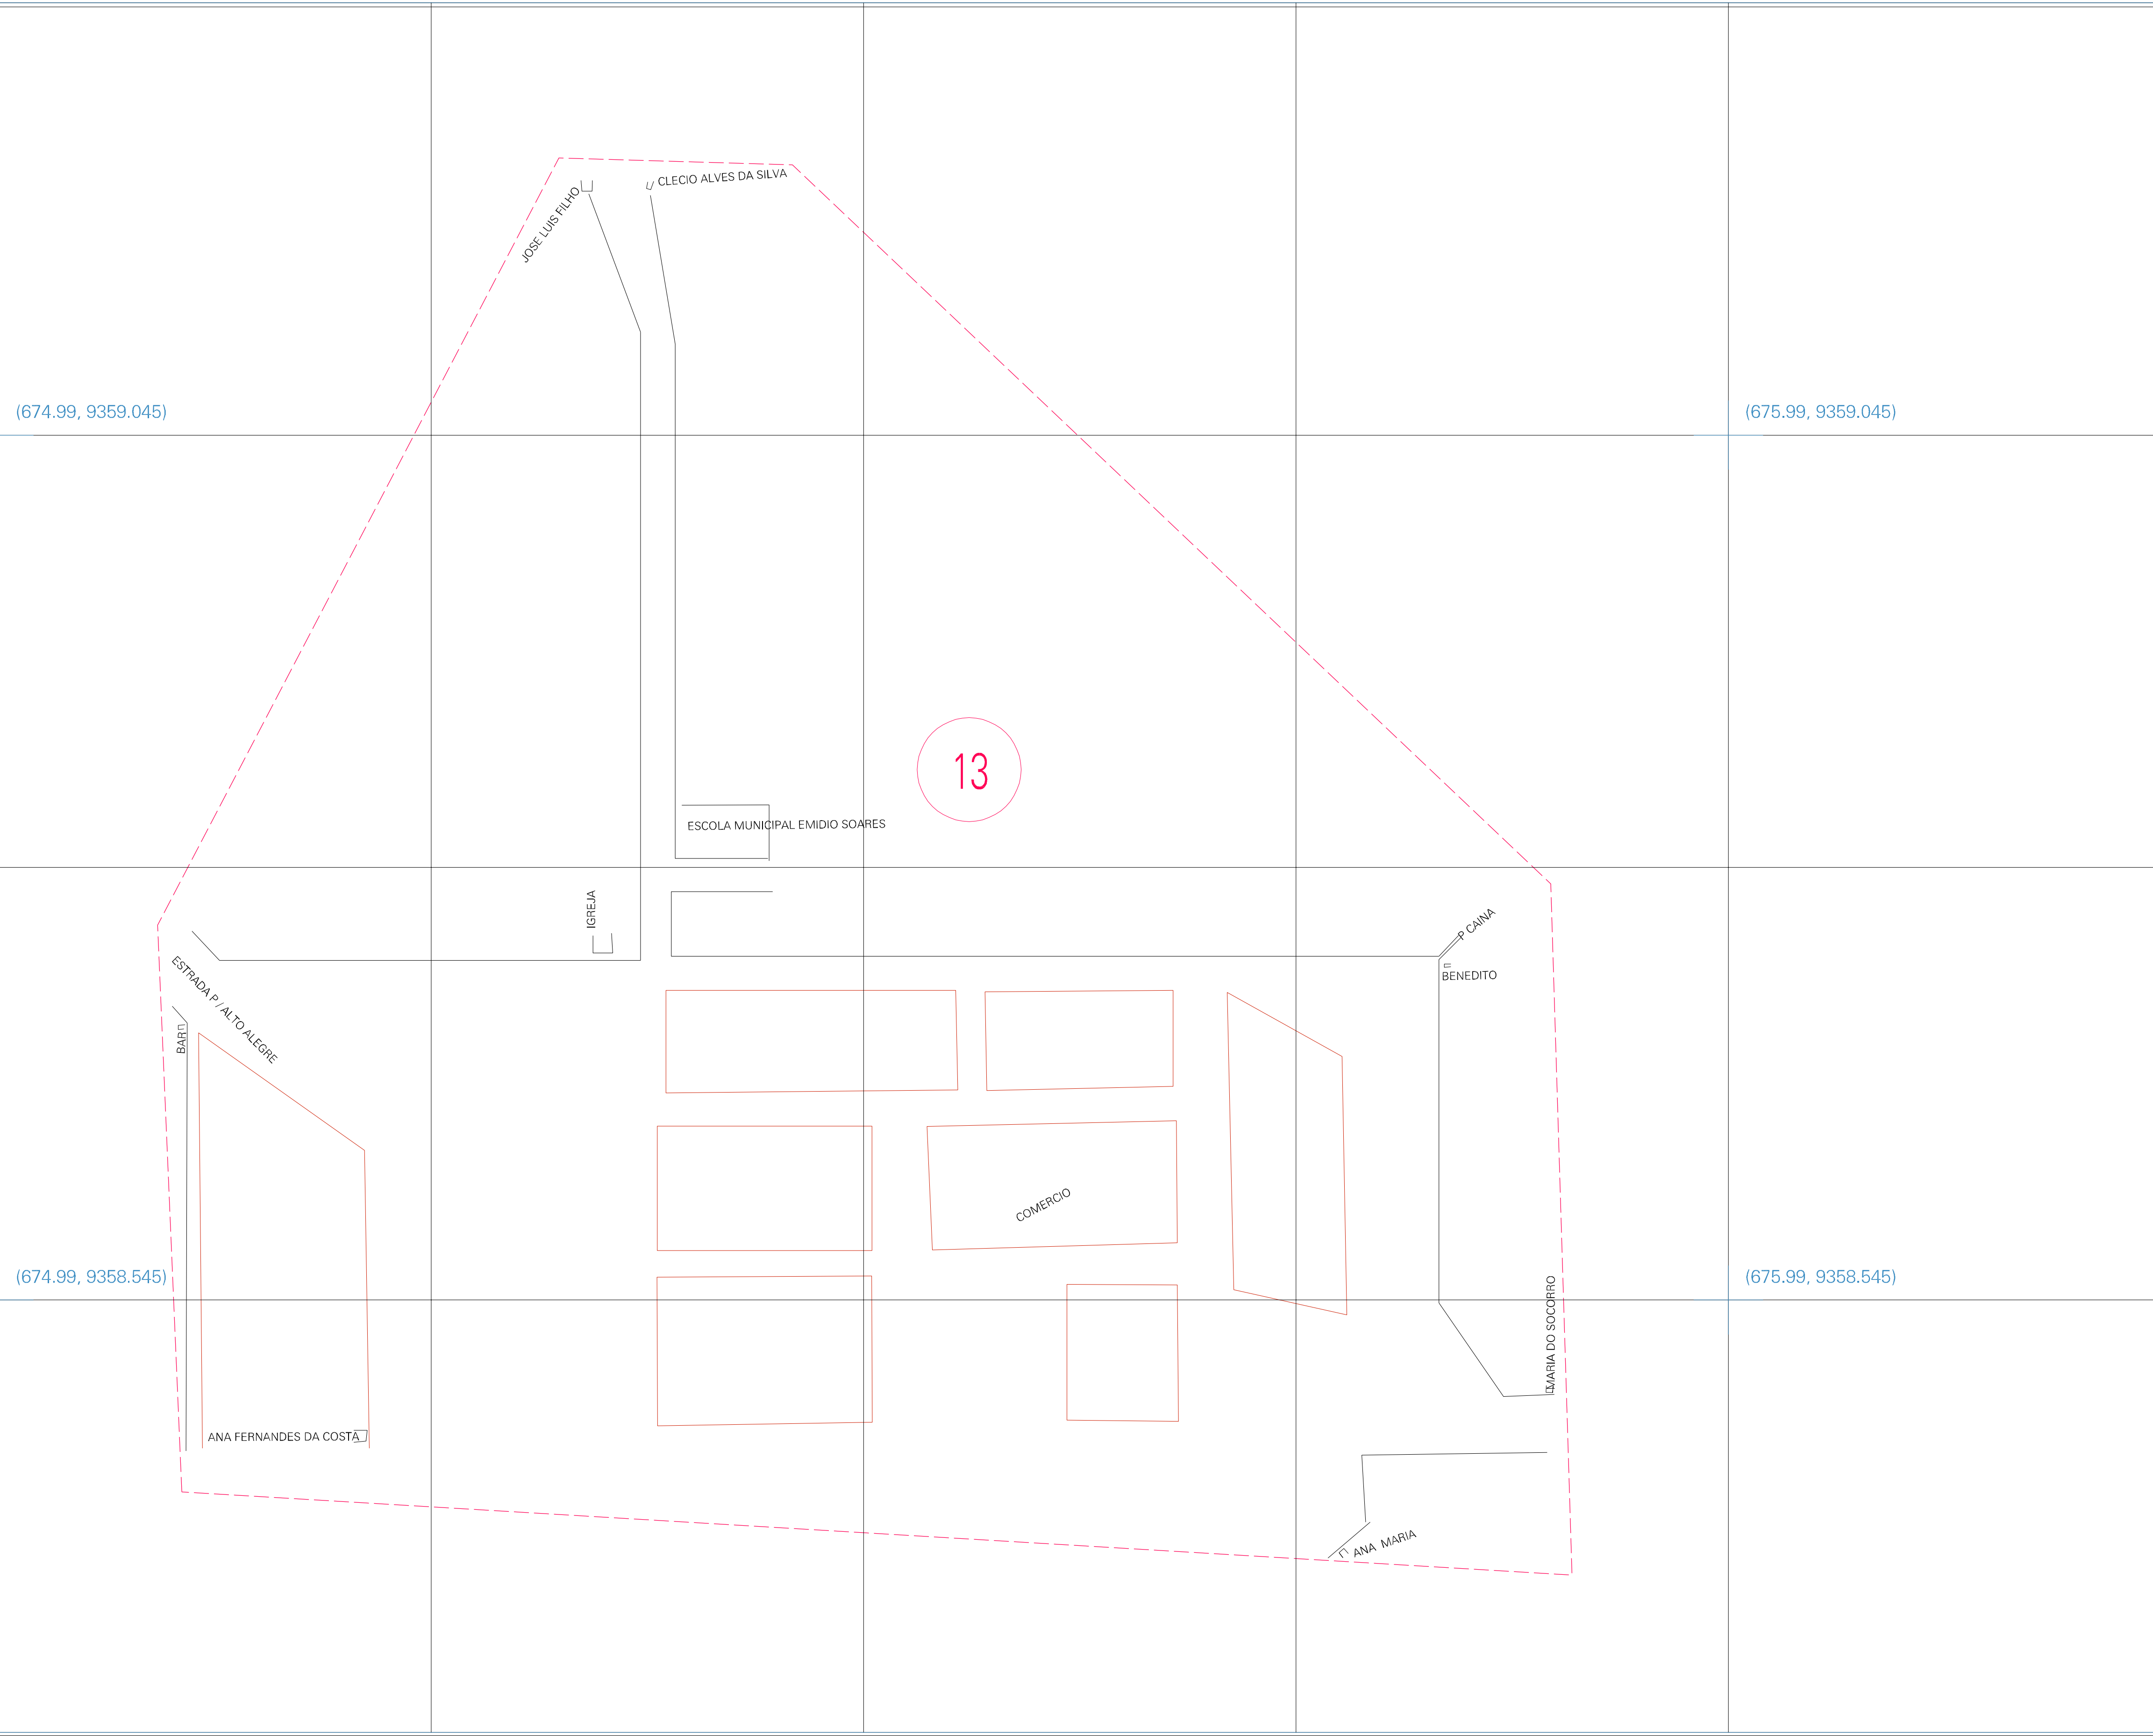 CLECIO ALVES DA SILVA
JOSE LUIS FILHO
(674.99, 9359.045)
(675.99, 9359.045)
13
ESCOLA MUNICIPAL EMIDIO SOARES
IGREJA
P CAINA
BENEDITO
ESTRADA P / ALTO ALEGRE
BAR
COMERCIO
(674.99, 9358.545)
(675.99, 9358.545)
MARIA DO SOCORRO
ANA FERNANDES DA COSTA
ANA MARIA